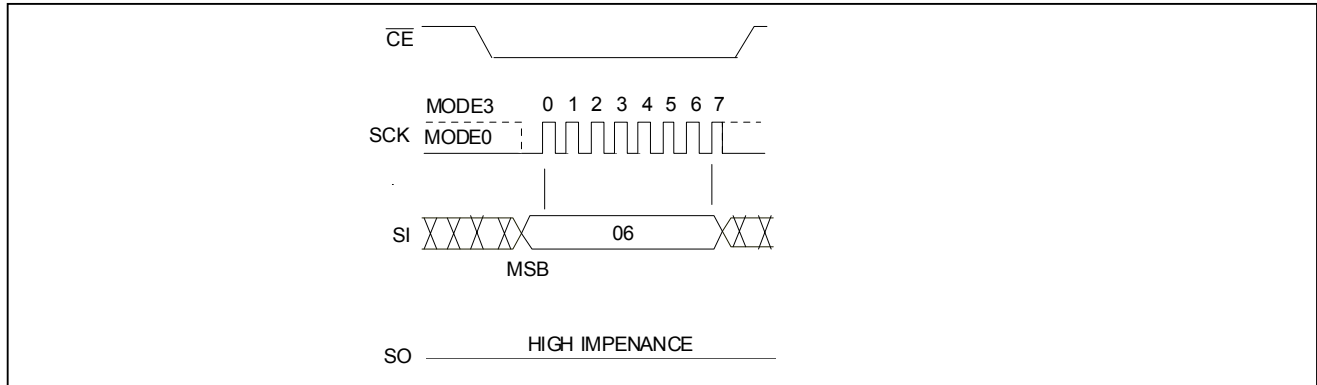 CE
MODE3 0 1 2 3 4 5 6 7
SCK MODE0
SI 06
MSB
HIGH IMPENANCE
SO